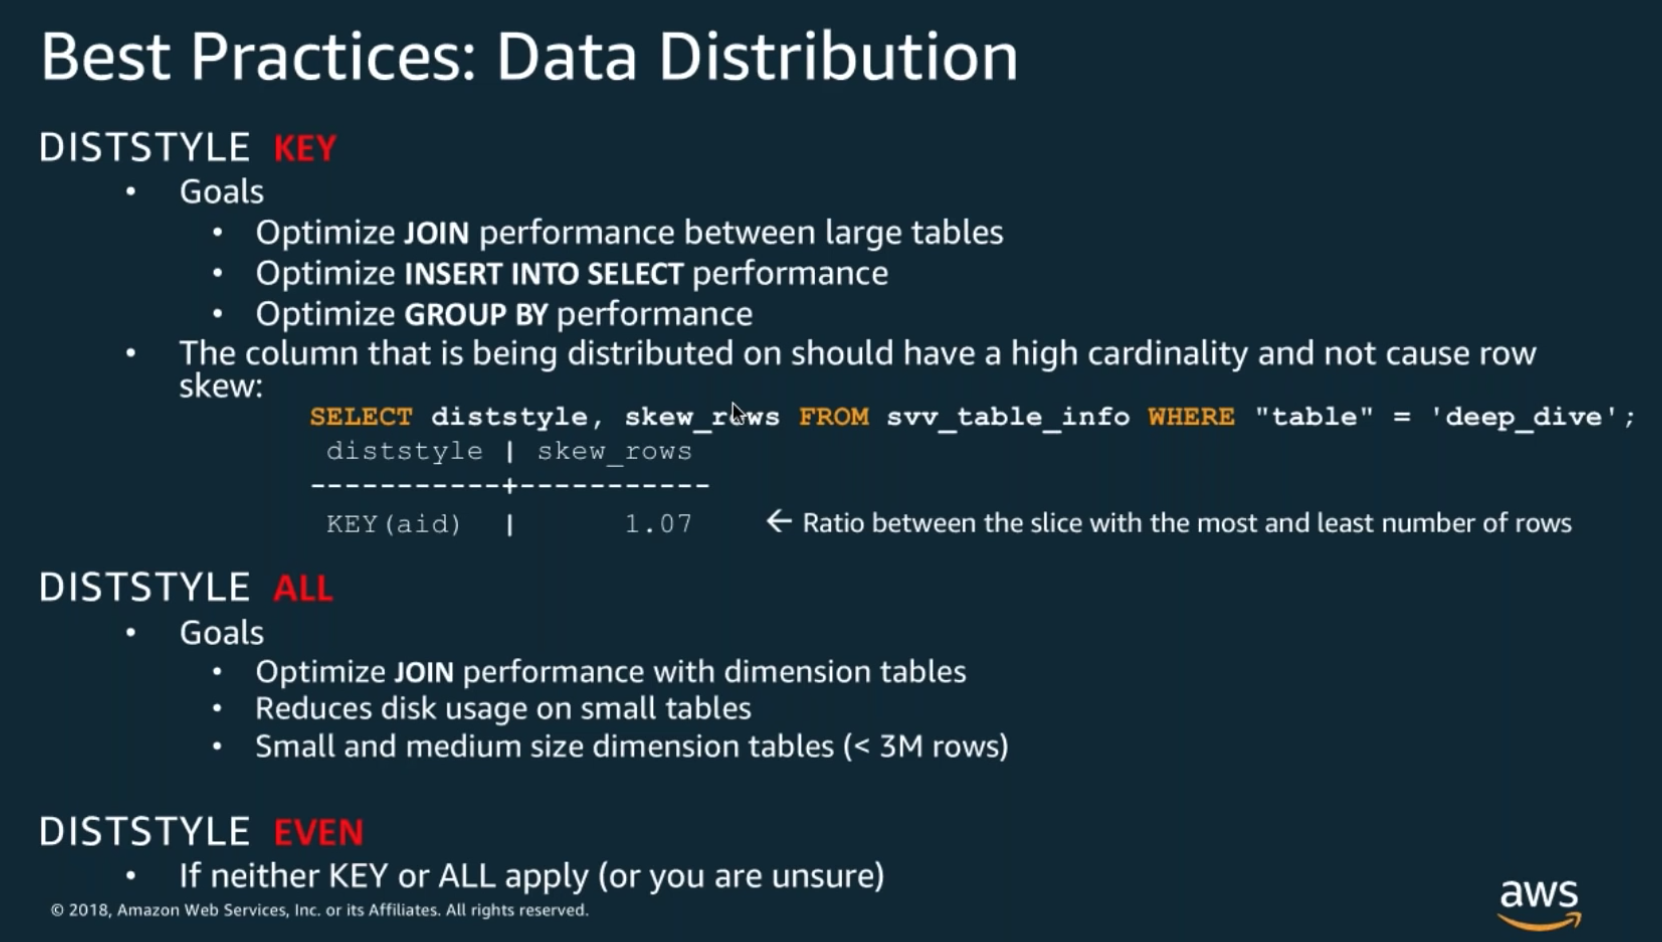 Best Practices: Data Distribution
DISTSTYLE KEY
• Goals
• Optimize JOIN performance between large tables
• Optimize INSERT INTO SELECT performance
• Optimize GROUP BY performance
• The column that is being distributed on should have a high cardinality and not cause row
skew:
SELECT diststyle, skew_rows FROM svv_table_info WHERE "table" = 'deep_dive';
diststyle | skew_rows
-----------+-----------
KEY(aid) | 1.07 ← Ratio between the slice with the most and least number of rows
DISTSTYLE ALL
• Goals
• Optimize JOIN performance with dimension tables
• Reduces disk usage on small tables
• Small and medium size dimension tables (< 3M rows)
DISTSTYLE EVEN
• If neither KEY or ALL apply (or you are unsure)
© 2018, Amazon Web Services, Inc. or its Affiliates. All rights reserved.
aws